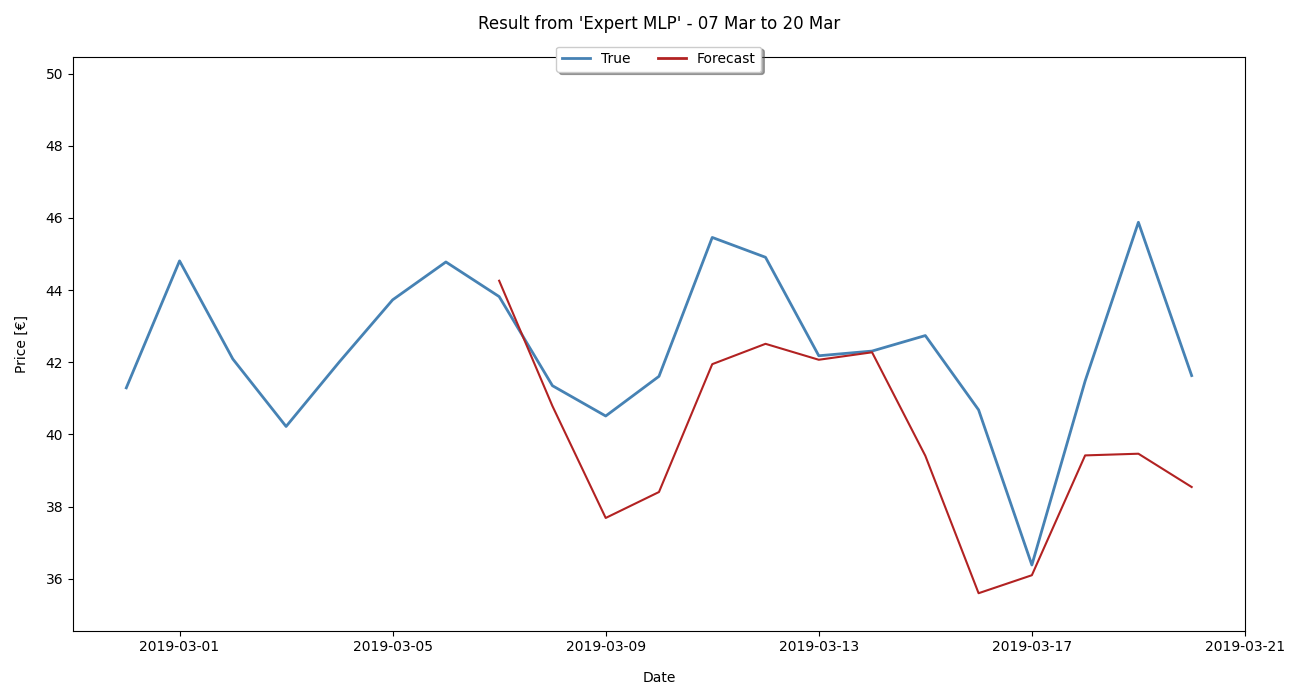 Result from 'Expert MLP' - 07 Mar to 20 Mar
True Forecast
50
48
46
44
42
40
38
36
Price [€]
2019-03-01 2019-03-05 2019-03-09 2019-03-13 2019-03-17 2019-03-21
Date